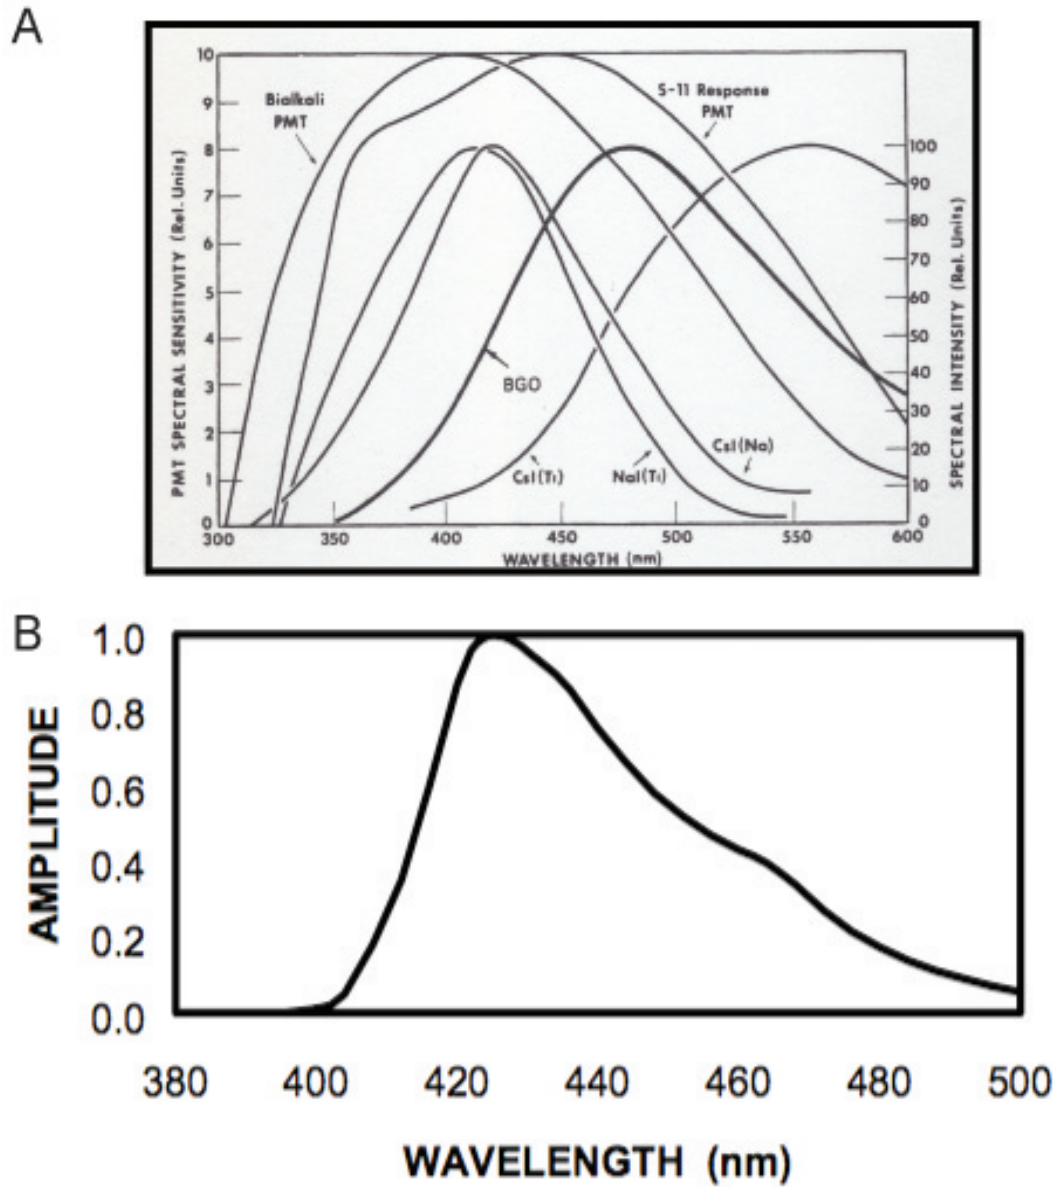 A
PMT SPECTRAL SENSITIVITY (Rel. Units)
10
9
8
7
6
5
4
3
2
1
0
Bialkali
PMT
S-11 Response
PMT
BGO
CsI(Tl)
NaI(Tl)
CsI(Na)
100
90
80
70
60
50
40
30
20
10
0
SPECTRAL INTENSITY (Rel. Units)
300 350 400 450 500 550 600
WAVELENGTH (nm)
B
AMPLITUDE
1.0
0.8
0.6
0.4
0.2
0.0
380 400 420 440 460 480 500
WAVELENGTH (nm)